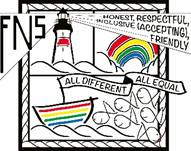 FNS
HONEST, RESPECTFUL,
INCLUSIVE (ACCEPTING),
FRIENDLY
ALL DIFFERENT
ALL EQUAL